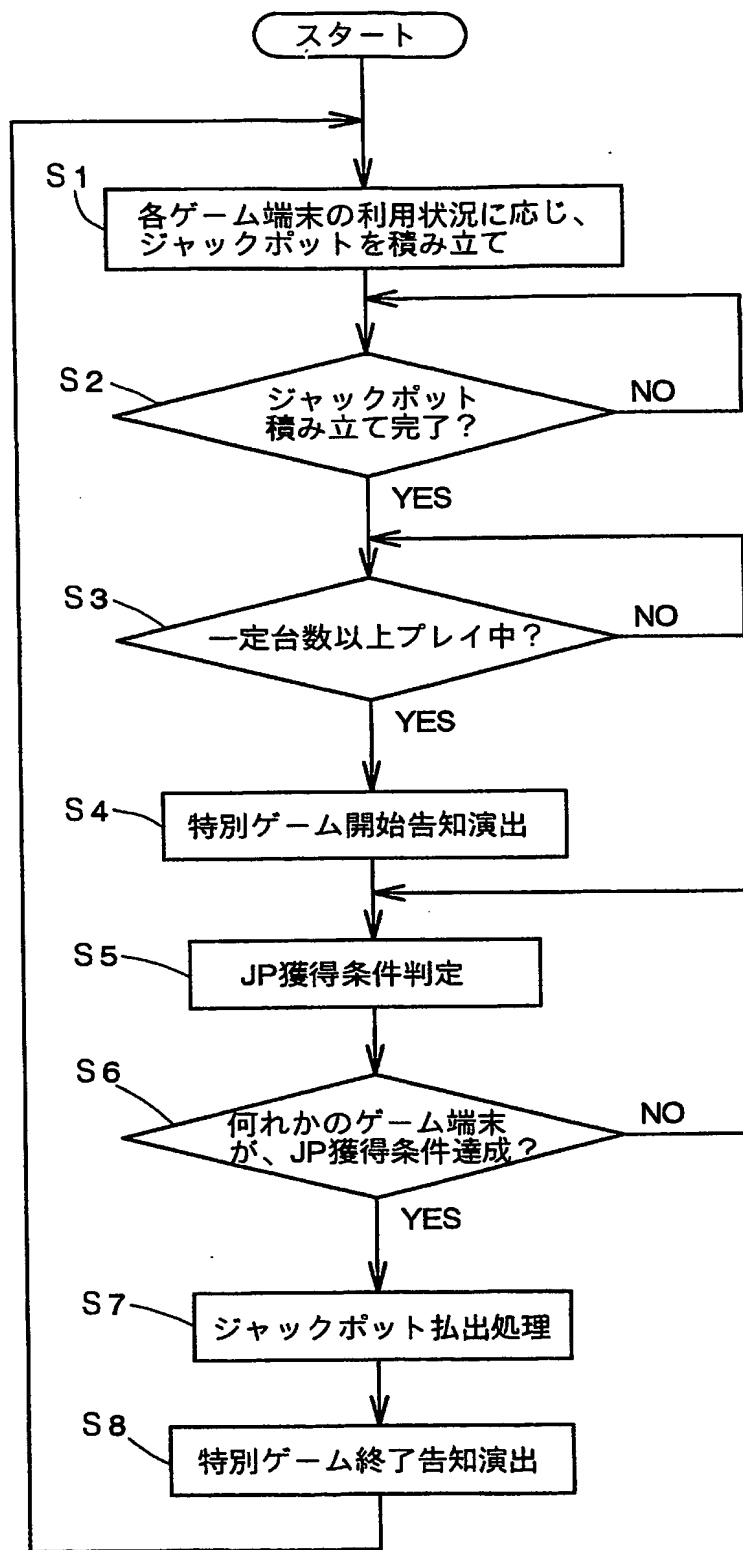 スタート
S1
各ゲーム端末の利用状況に応じ、
ジャックポットを積み立て
S2
ジャックポット
積み立て完了？
NO
YES
S3
一定台数以上プレイ中？
NO
YES
S4
特別ゲーム開始告知演出
S5
JP獲得条件判定
S6
何れかのゲーム端末
が、JP獲得条件達成？
NO
YES
S7
ジャックポット払出処理
S8
特別ゲーム終了告知演出